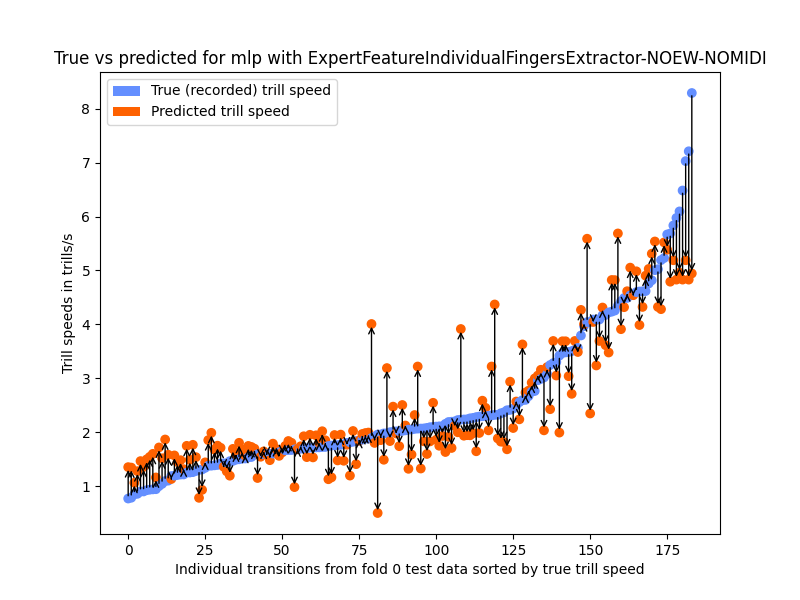 True vs predicted for mlp with ExpertFeatureIndividualFingersExtractor-NOEW-NOMIDI
True (recorded) trill speed
Predicted trill speed
8
7
6
5
4
3
2
1
Trill speeds in trills/s
0 25 50 75 100 125 150 175
Individual transitions from fold 0 test data sorted by true trill speed